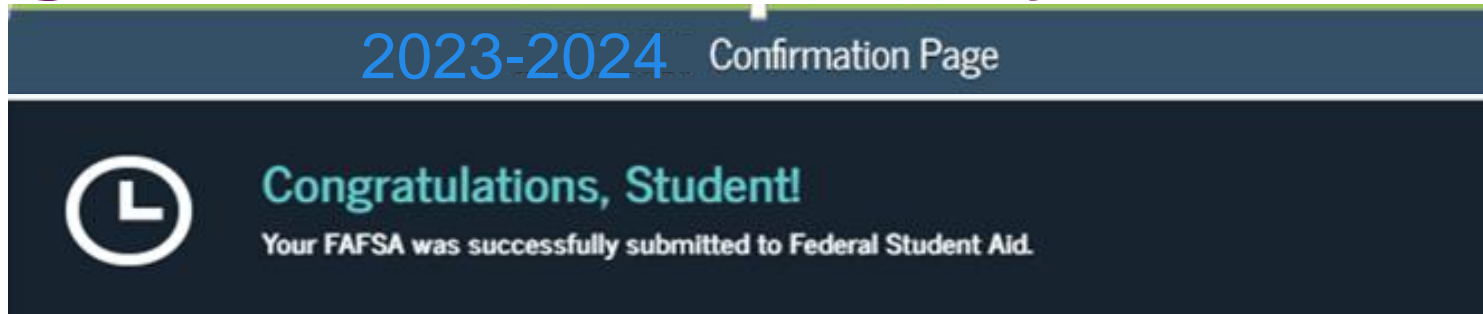 2023-2024 Confirmation Page
Congratulations, Student!
Your FAFSA was successfully submitted to Federal Student Aid.